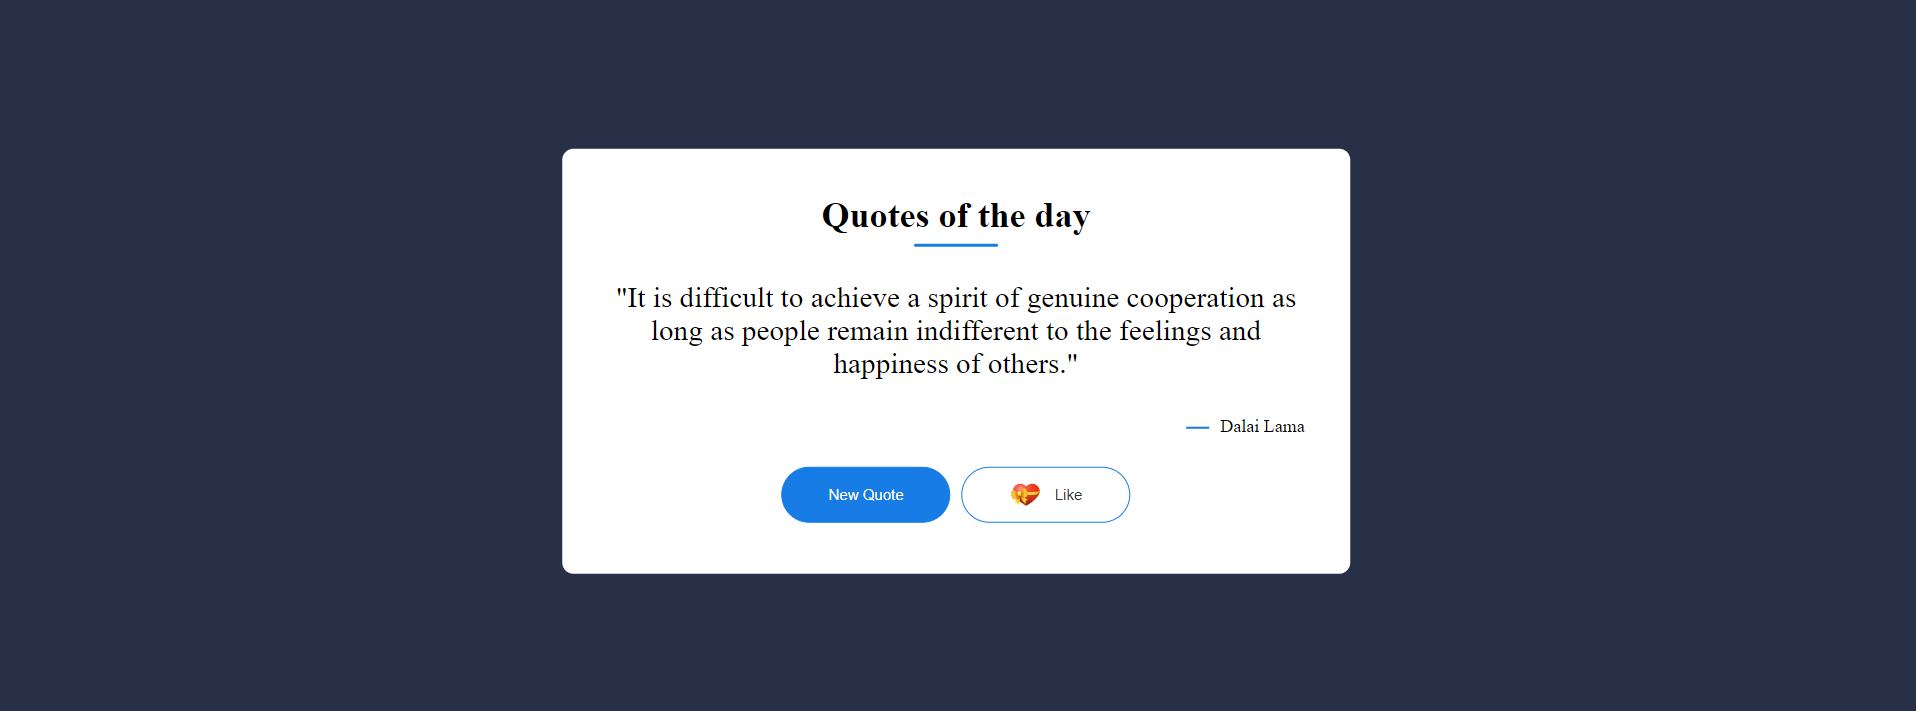 Quotes of the day
"It is difficult to achieve a spirit of genuine cooperation as
long as people remain indifferent to the feelings and
happiness of others."
Dalai Lama
New Quote
Like